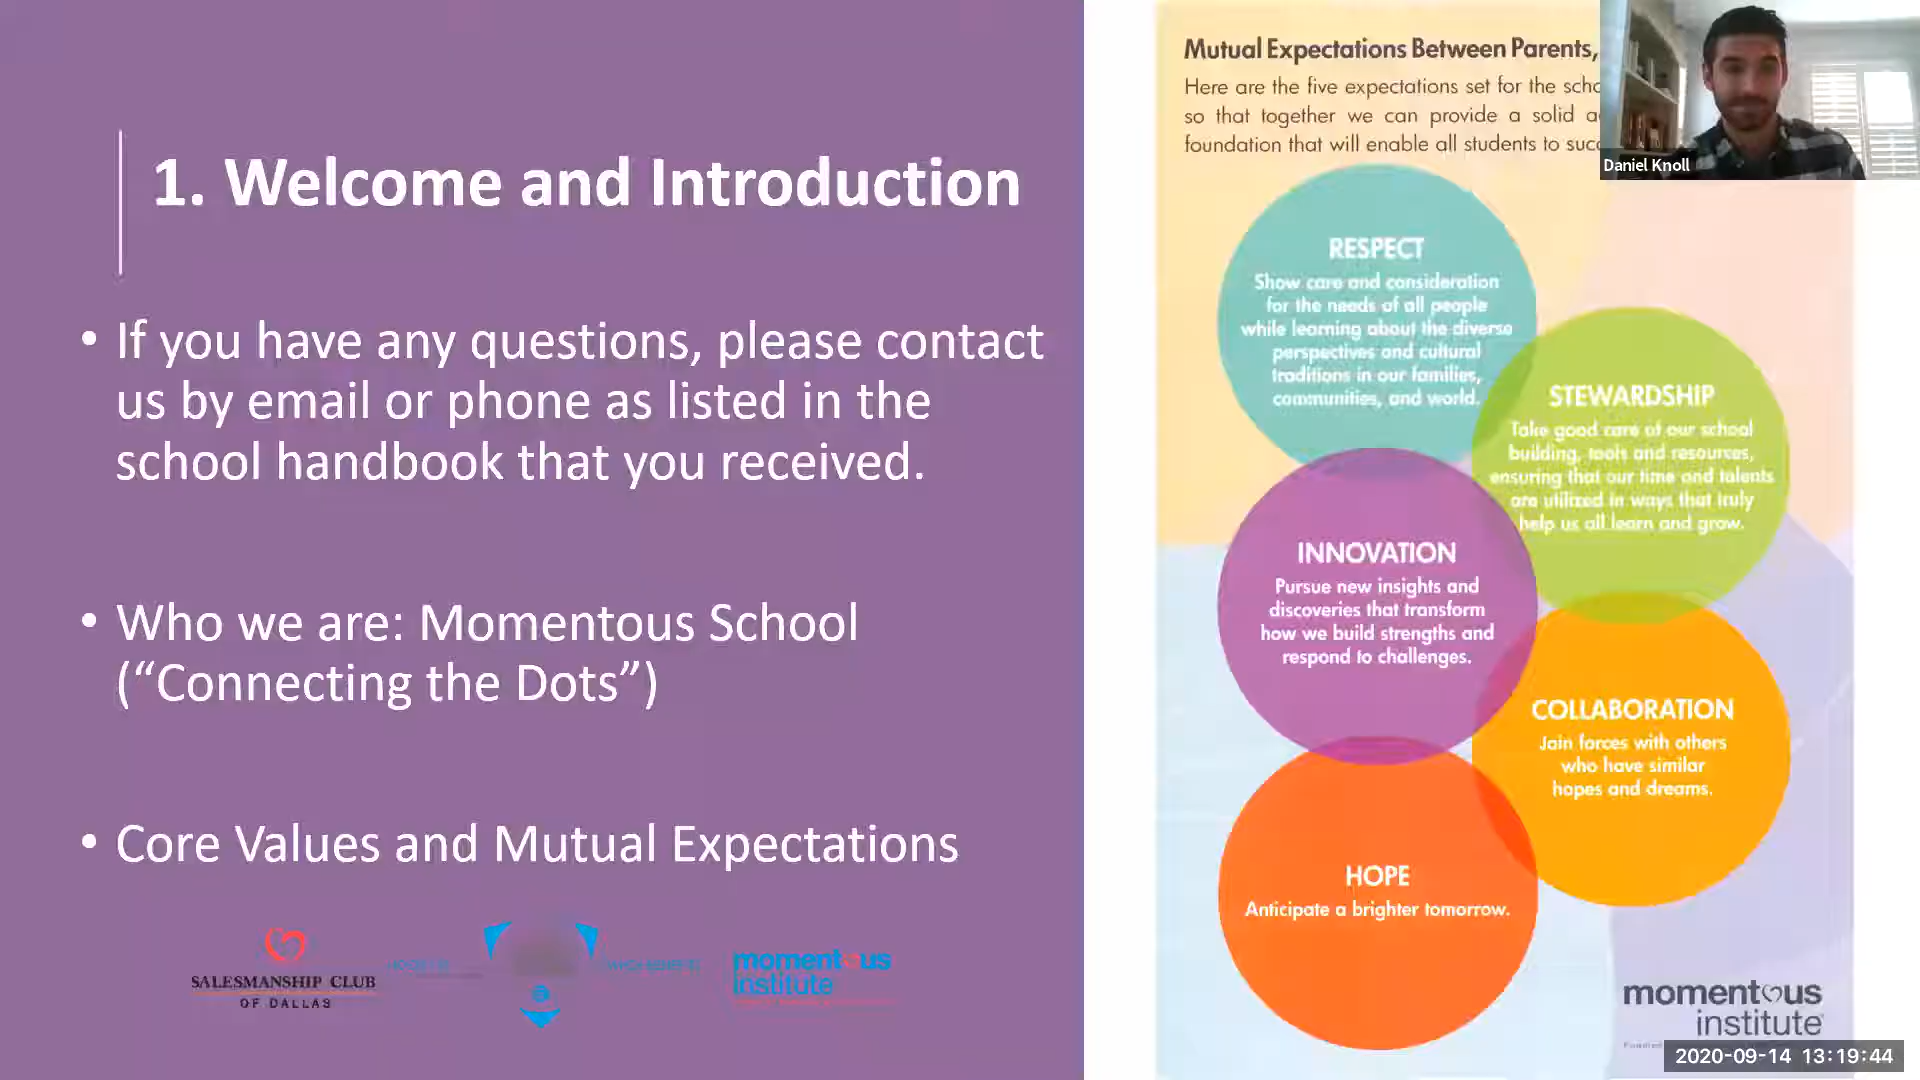 1. Welcome and Introduction
• If you have any questions, please contact
us by email or phone as listed in the
school handbook that you received.
• Who we are: Momentous School
(“Connecting the Dots”)
• Core Values and Mutual Expectations
SALESMANSHIP CLUB
OF DALLAS
momentous
institute
Mutual Expectations Between Parents,
Here are the five expectations set for the
so that together we can provide a solid
foundation that will enable all students to
Daniel Knoll
RESPECT
Show care and consideration
for the needs of all people
while learning about the diverse
perspectives and cultural
traditions in our families,
communities, and world.
STEWARDSHIP
Take good care of our school
building, tools and resources,
ensuring that our time and talents
are utilized in ways that truly
help us all learn and grow.
INNOVATION
Pursue new insights and
discoveries that transform
how we build strengths and
respond to challenges.
COLLABORATION
Join forces with others
who have similar
hopes and dreams.
HOPE
Anticipate a brighter tomorrow.
momentous
institute
2020-09-14 13:19:44